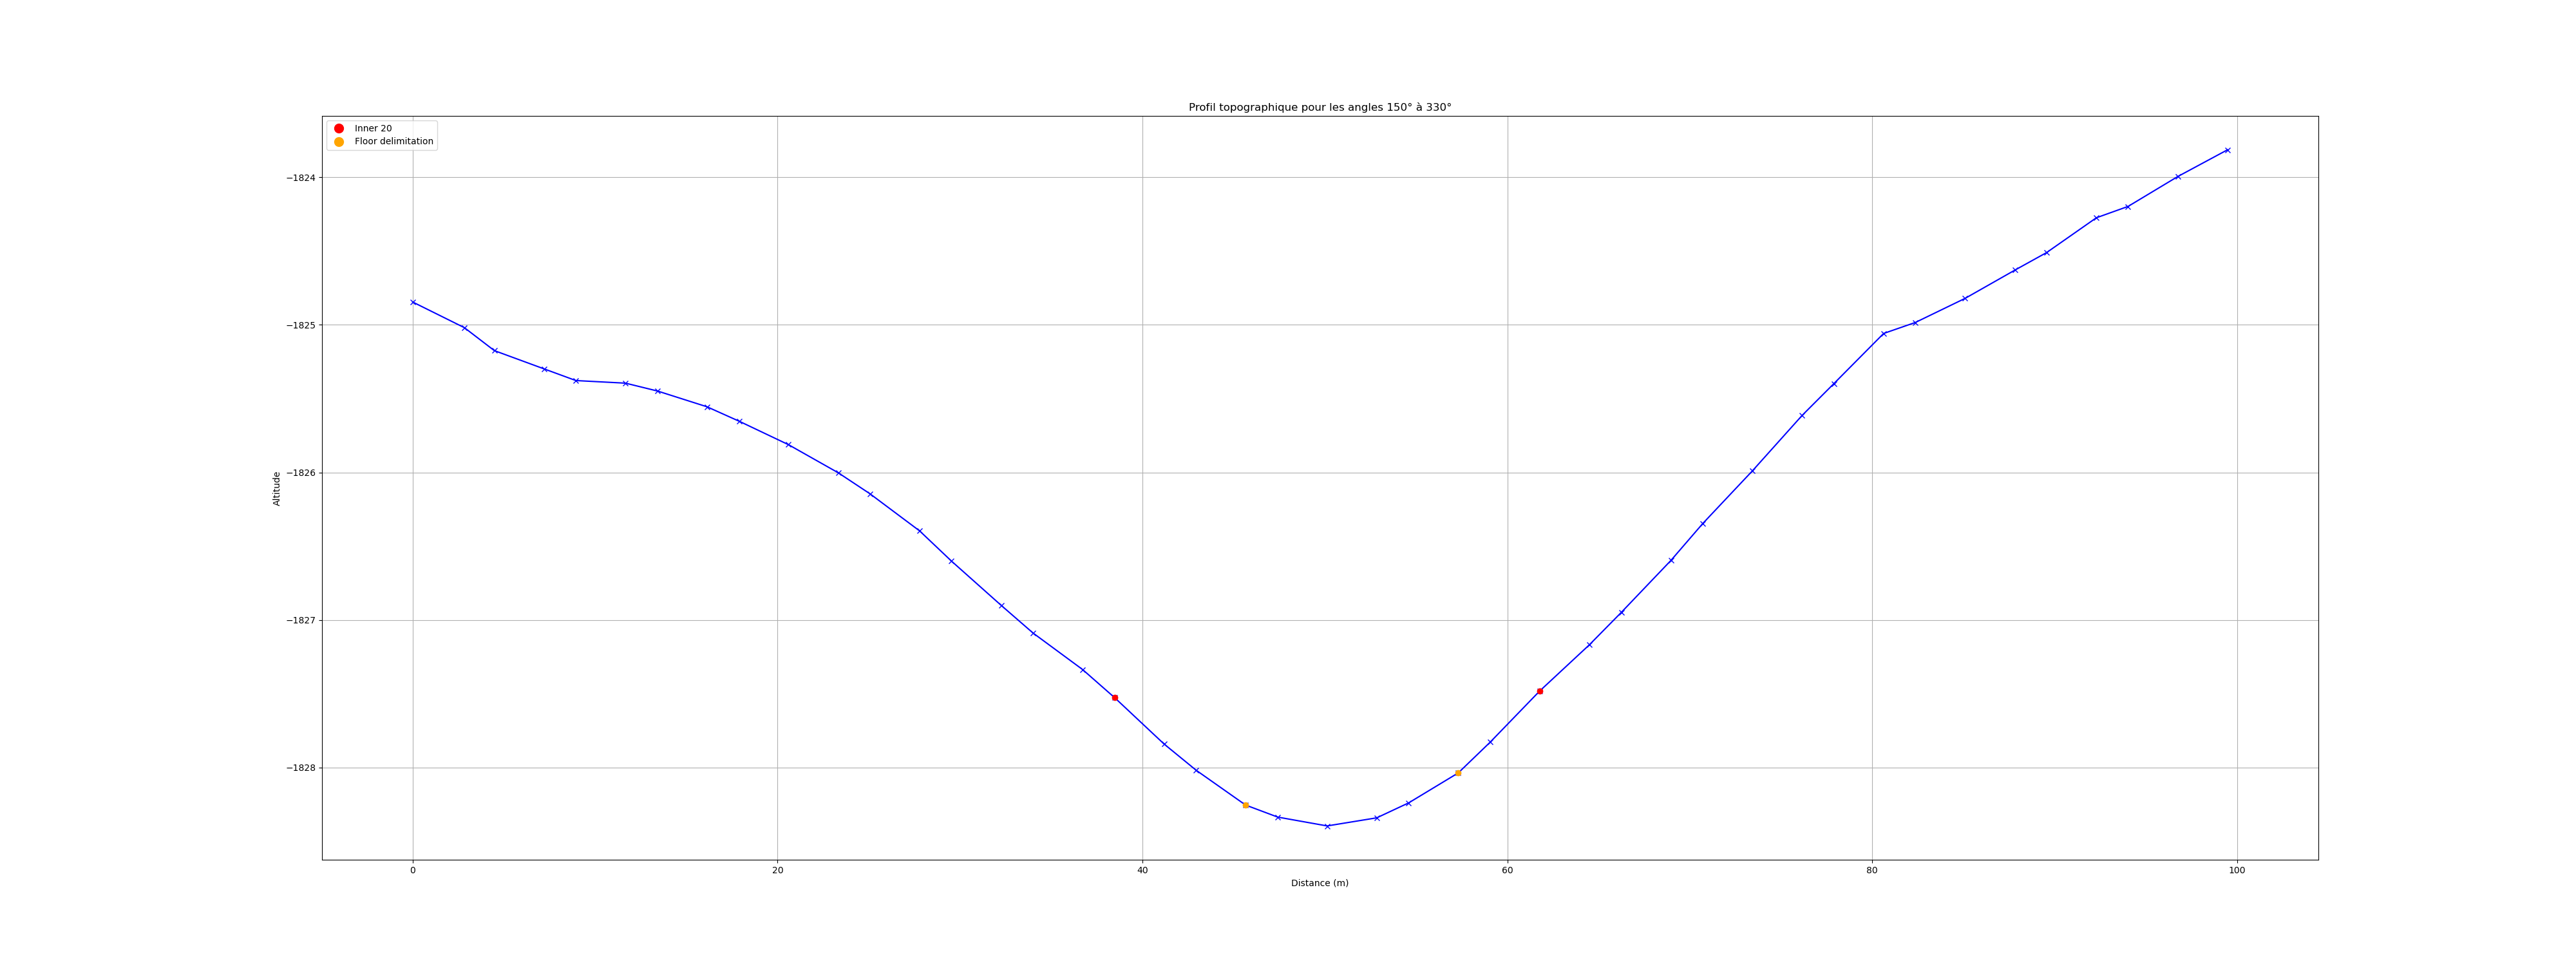 Profil topographique pour les angles 150° à 330°
Inner 20
Floor delimitation
−1824
−1825
−1826
−1827
−1828
Altitude
0
20
40
60
80
100
Distance (m)